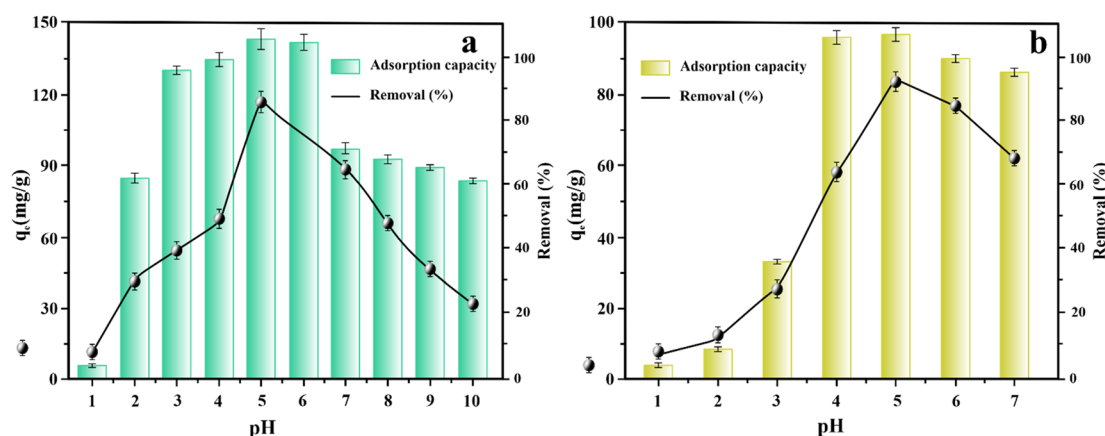 a
Adsorption capacity
Removal (%)
qₑ(mg/g)
150
120
90
60
30
0
100
80
60
40
20
0
Removal (%)
1 2 3 4 5 6 7 8 9 10
pH
b
Adsorption capacity
Removal (%)
qₑ(mg/g)
100
80
60
40
20
0
100
80
60
40
20
0
Removal (%)
1 2 3 4 5 6 7
pH